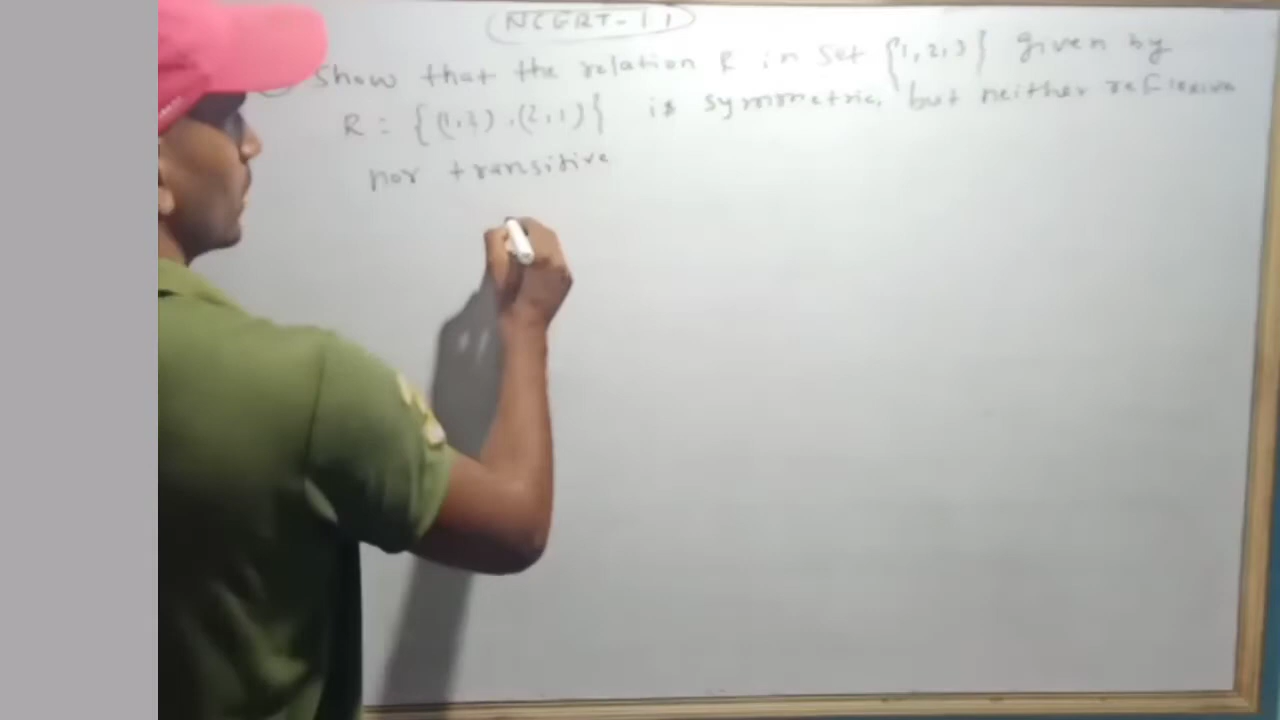 NCERT-11
Show that the relation R in set {1,2,3} given by
R = {(1,2),(2,1)} is symmetric, but neither reflexive
nor transitive